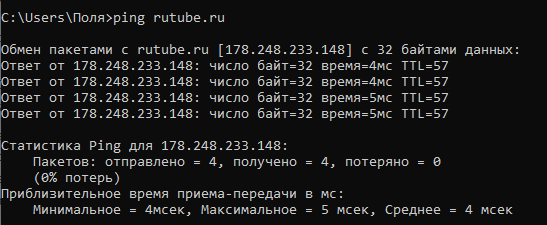 C:\Users\Поля>ping rutube.ru
Обмен пакетами с rutube.ru [178.248.233.148] с 32 байтами данных:
Ответ от 178.248.233.148: число байт=32 время=4мс TTL=57
Ответ от 178.248.233.148: число байт=32 время=4мс TTL=57
Ответ от 178.248.233.148: число байт=32 время=5мс TTL=57
Ответ от 178.248.233.148: число байт=32 время=5мс TTL=57
Статистика Ping для 178.248.233.148:
    Пакетов: отправлено = 4, получено = 4, потеряно = 0
    (0% потерь)
Приблизительное время приема-передачи в мс:
    Минимальное = 4мсек, Максимальное = 5 мсек, Среднее = 4 мсек